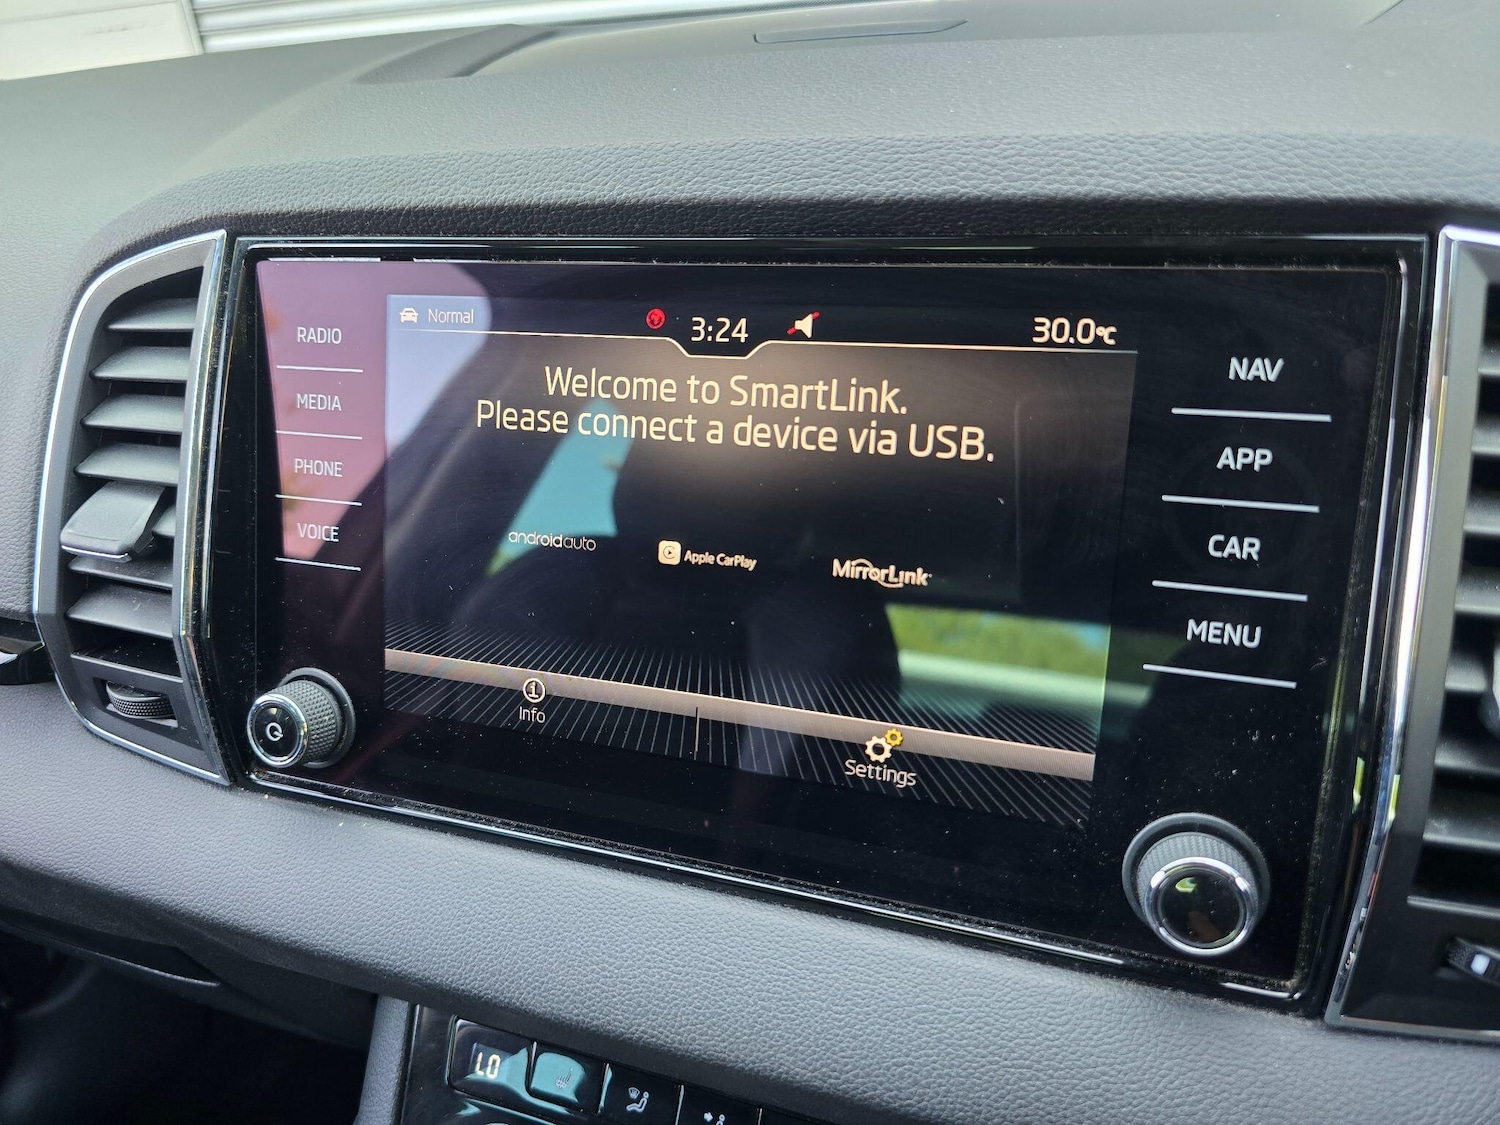 Normal
3:24
30.0°C
RADIO
MEDIA
PHONE
VOICE
Welcome to SmartLink.
Please connect a device via USB.
androidauto
Apple CarPlay
MirrorLink
Info
Settings
NAV
APP
CAR
MENU
LO